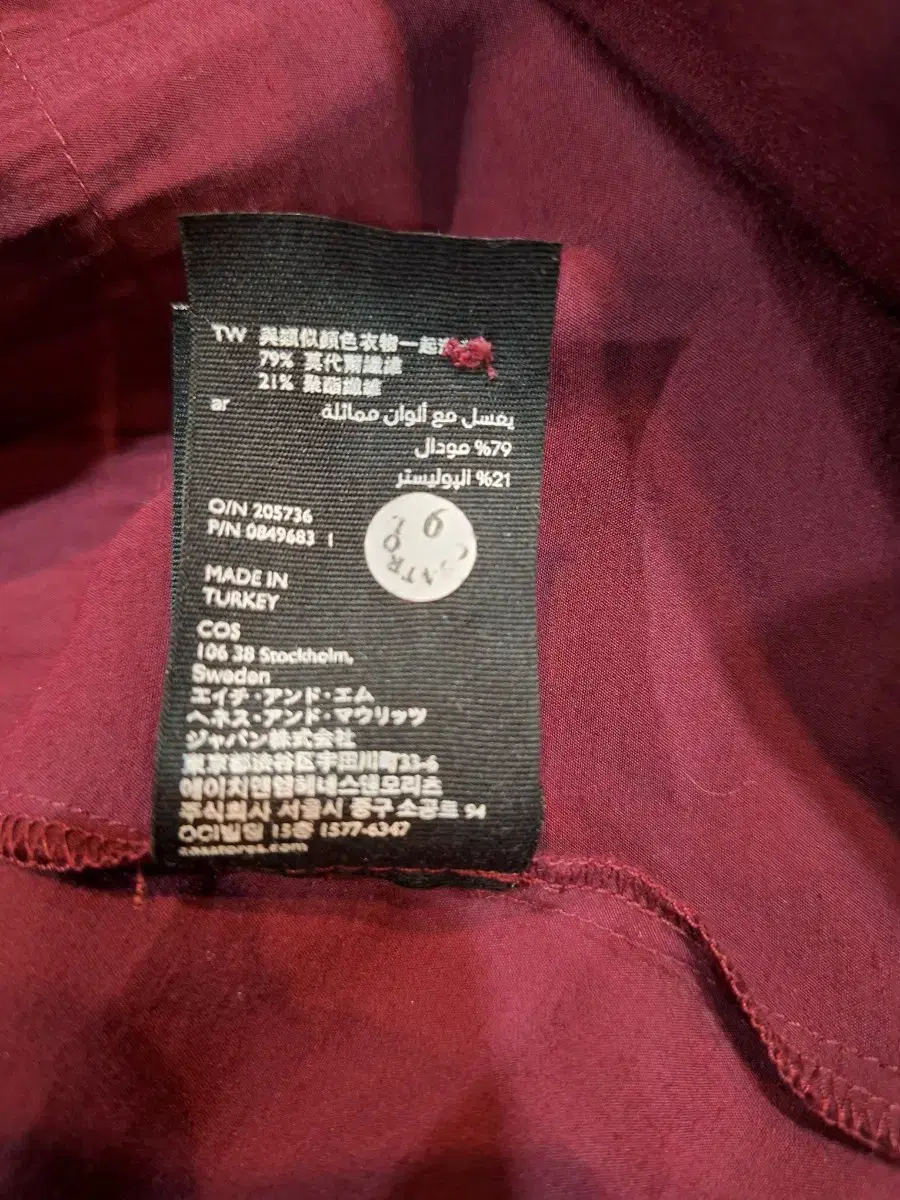 TW 與類似顏色衣物一起
79% 莫代爾纖維
21% 聚酯纖維
ar يغسل مع ألوان مماثلة
79% مودال
21% البوليستر
O/N 205736
P/N 0849683 1
CONTROL 9
MADE IN
TURKEY
COS
106 38 Stockholm,
Sweden
エイチ・アンド・エム
ヘネス・アンド・マウリッツ
ジャパン株式会社
東京都渋谷区宇田川町33-6
에이치앤엠헤네스앤모리츠
주식회사 서울시 중구 소공로 94
OCI빌딩 15층 1577-6347
cosstores.com